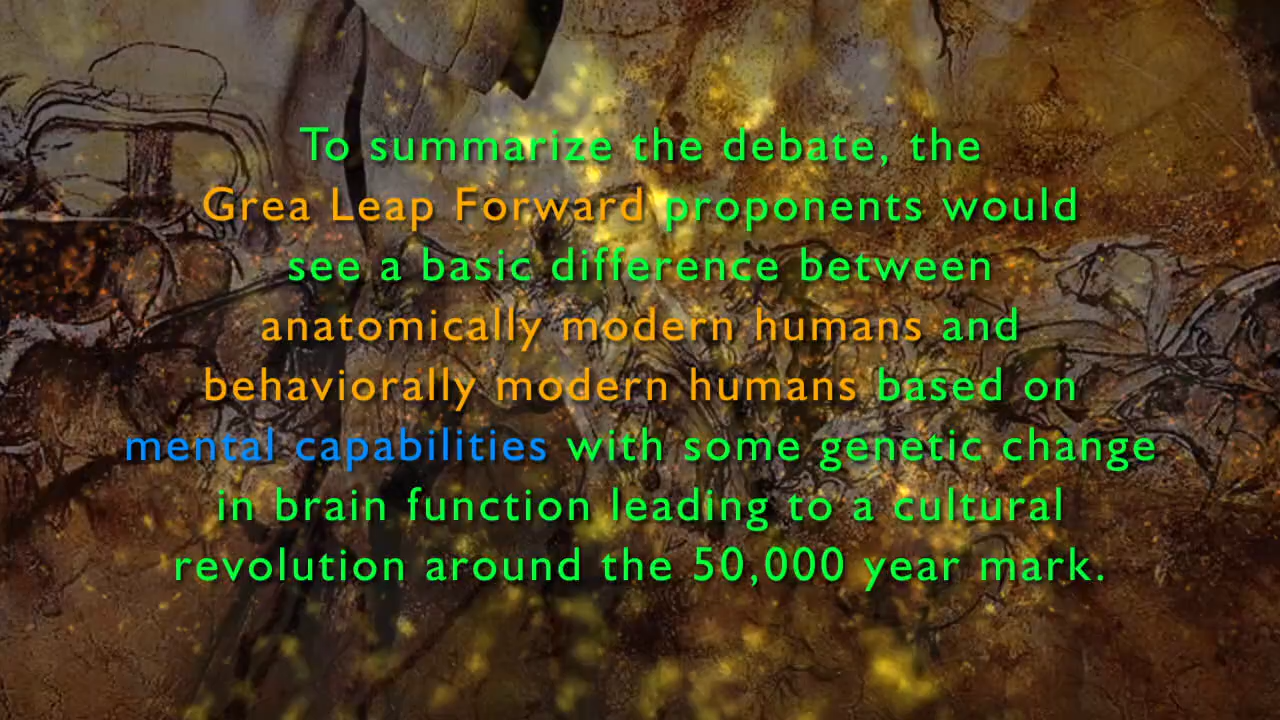 To summarize the debate, the
Grea Leap Forward proponents would
see a basic difference between
anatomically modern humans and
behaviorally modern humans based on
mental capabilities with some genetic change
in brain function leading to a cultural
revolution around the 50,000 year mark.